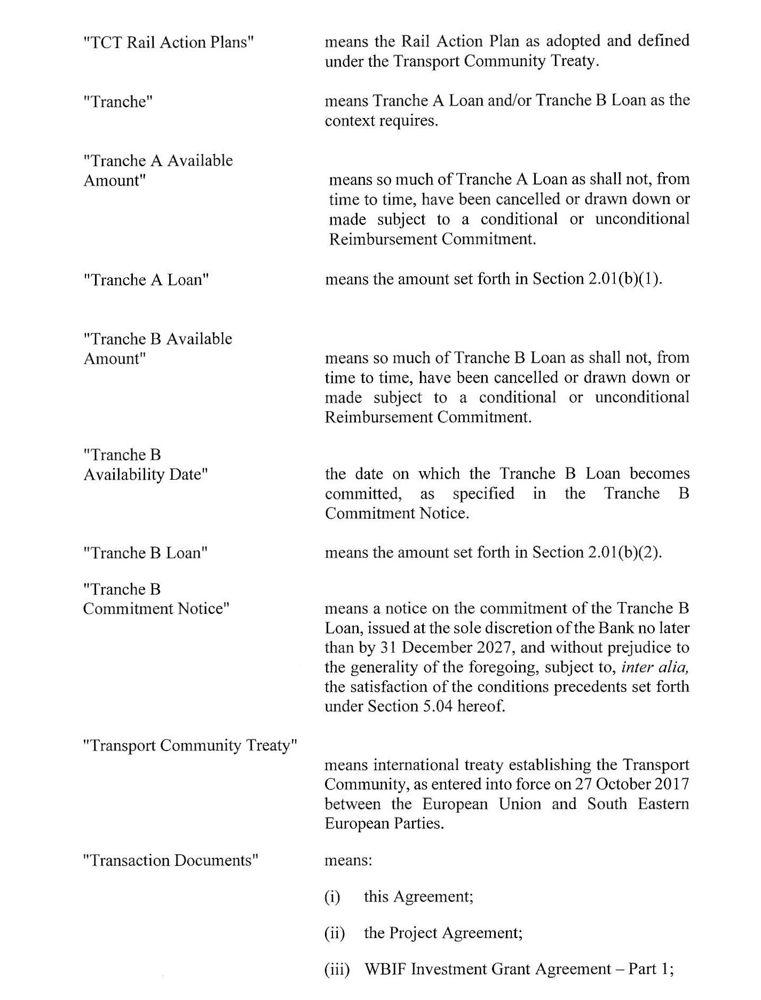 "TCT Rail Action Plans" means the Rail Action Plan as adopted and defined
under the Transport Community Treaty.
"Tranche" means Tranche A Loan and/or Tranche B Loan as the
context requires.
"Tranche A Available
Amount" means so much of Tranche A Loan as shall not, from
time to time, have been cancelled or drawn down or
made subject to a conditional or unconditional
Reimbursement Commitment.
"Tranche A Loan" means the amount set forth in Section 2.01(b)(1).
"Tranche B Available
Amount" means so much of Tranche B Loan as shall not, from
time to time, have been cancelled or drawn down or
made subject to a conditional or unconditional
Reimbursement Commitment.
"Tranche B
Availability Date" the date on which the Tranche B Loan becomes
committed, as specified in the Tranche B
Commitment Notice.
"Tranche B Loan" means the amount set forth in Section 2.01(b)(2).
"Tranche B
Commitment Notice" means a notice on the commitment of the Tranche B
Loan, issued at the sole discretion of the Bank no later
than by 31 December 2027, and without prejudice to
the generality of the foregoing, subject to, inter alia,
the satisfaction of the conditions precedents set forth
under Section 5.04 hereof.
"Transport Community Treaty"
means international treaty establishing the Transport
Community, as entered into force on 27 October 2017
between the European Union and South Eastern
European Parties.
"Transaction Documents" means:
(i) this Agreement;
(ii) the Project Agreement;
(iii) WBIF Investment Grant Agreement – Part 1;